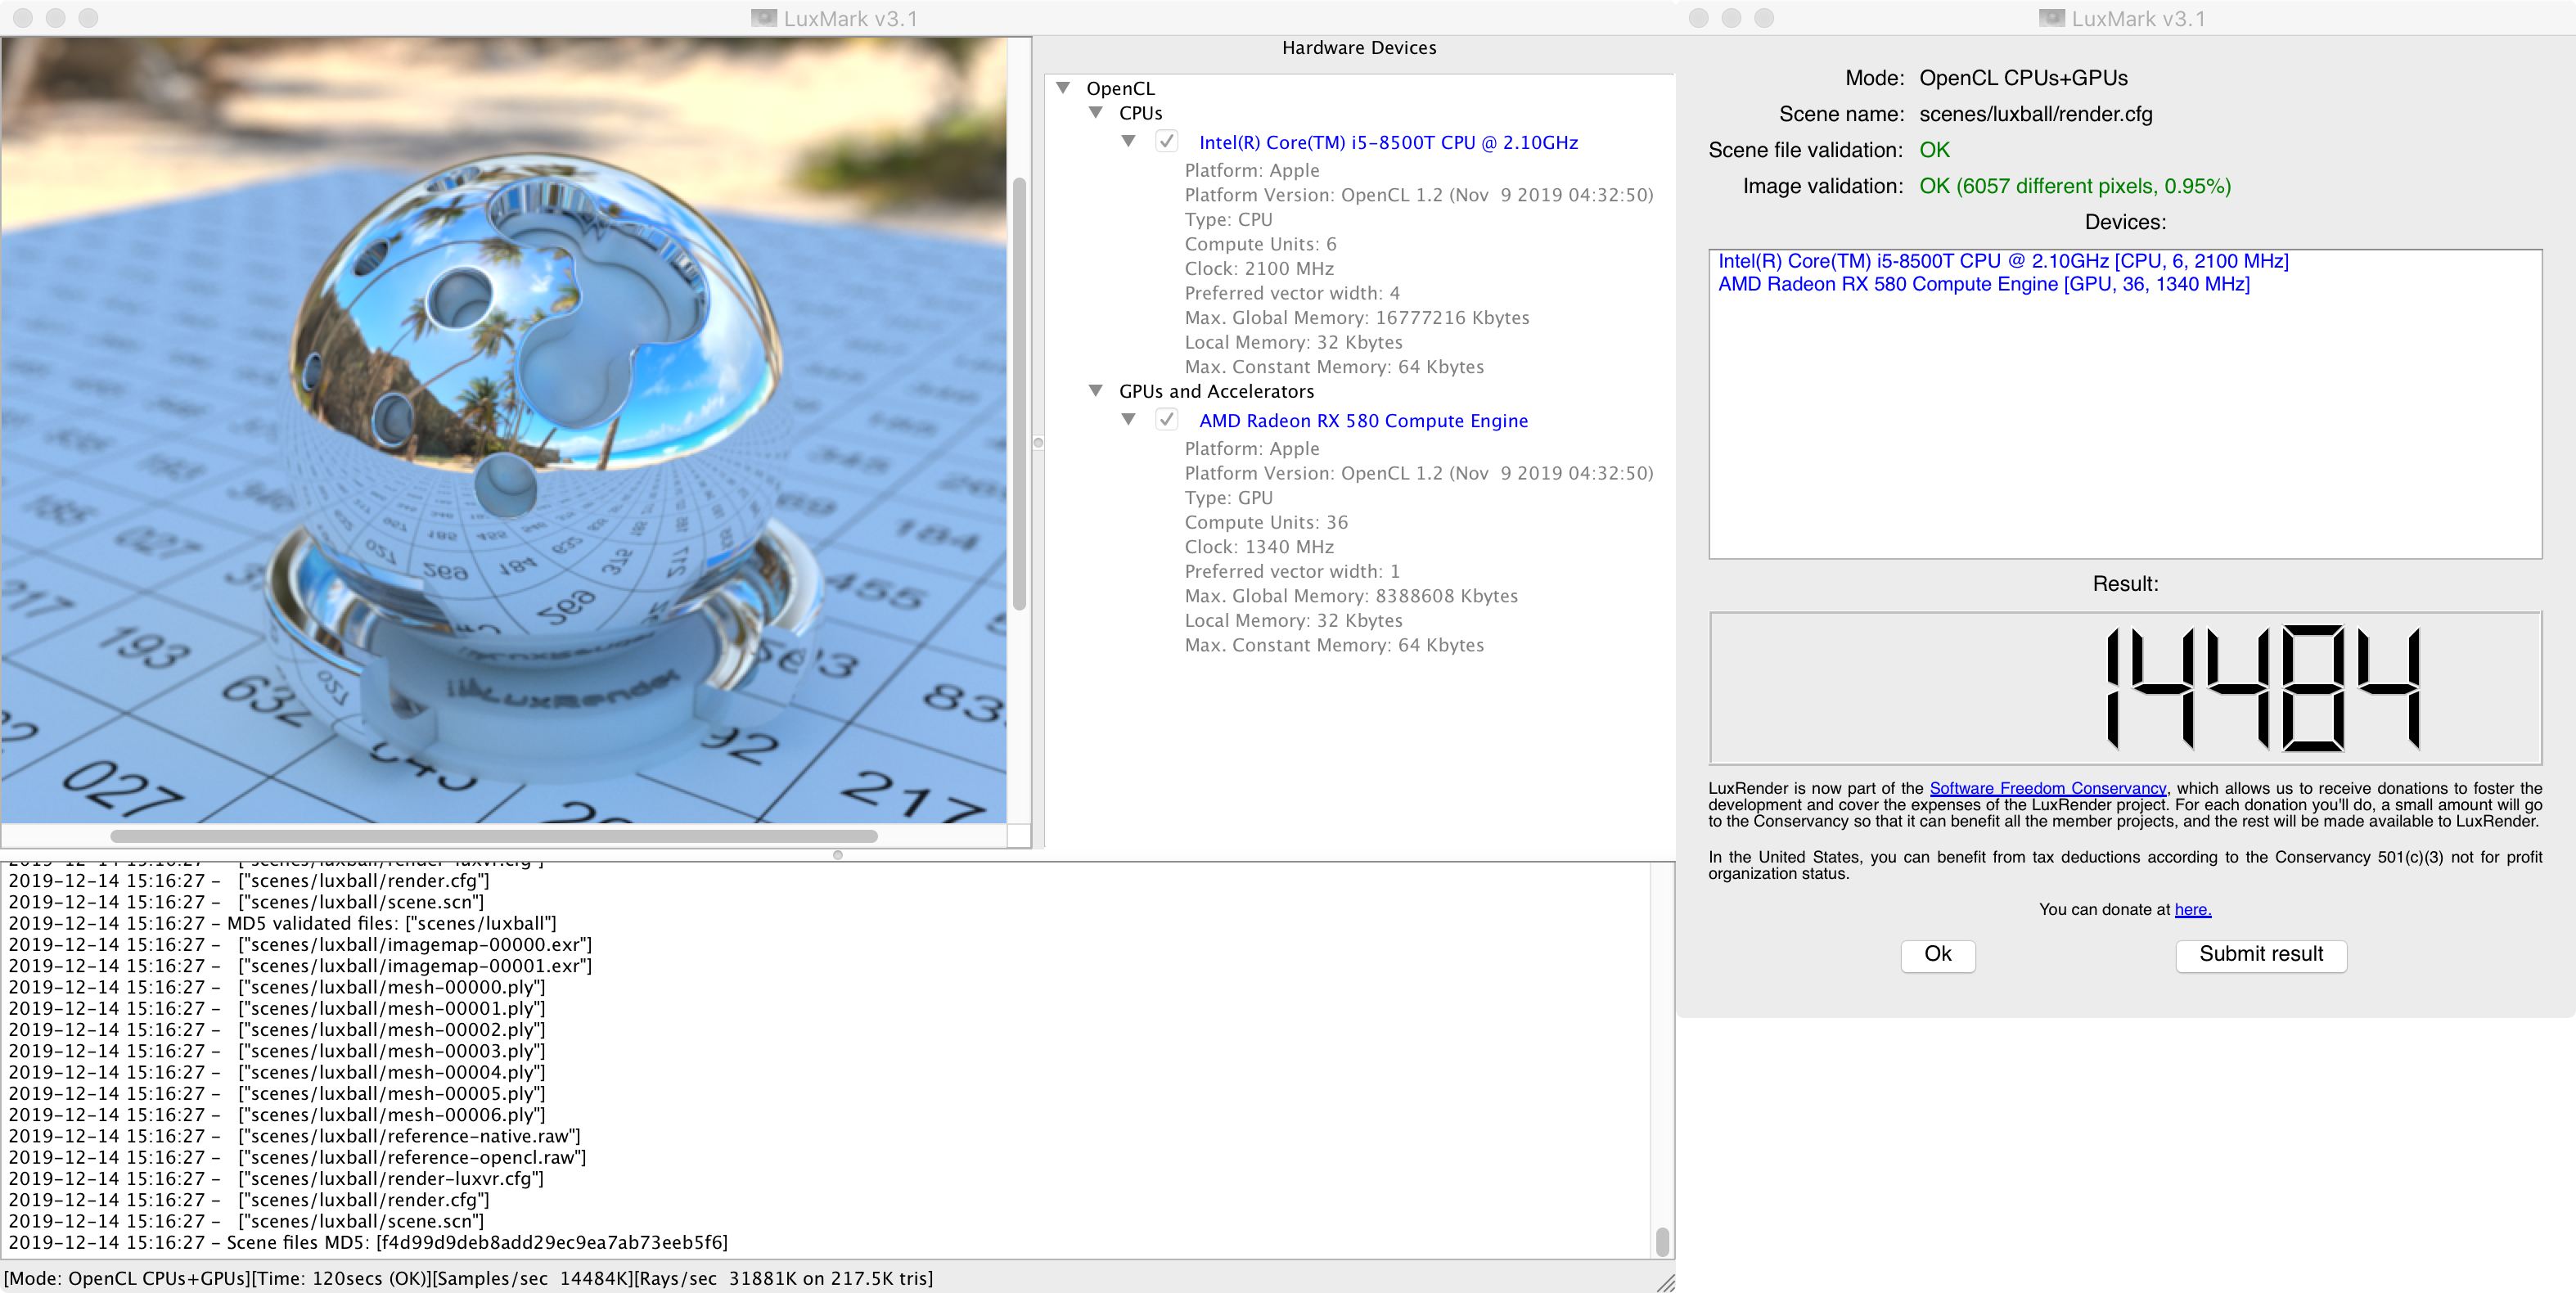 LuxMark v3.1
193
632
027
217
184
455
92
LuxRender
269
184
027
Hardware Devices
OpenCL
CPUs
Intel(R) Core(TM) i5-8500T CPU @ 2.10GHz
Platform: Apple
Platform Version: OpenCL 1.2 (Nov  9 2019 04:32:50)
Type: CPU
Compute Units: 6
Clock: 2100 MHz
Preferred vector width: 4
Max. Global Memory: 16777216 Kbytes
Local Memory: 32 Kbytes
Max. Constant Memory: 64 Kbytes
GPUs and Accelerators
AMD Radeon RX 580 Compute Engine
Platform: Apple
Platform Version: OpenCL 1.2 (Nov  9 2019 04:32:50)
Type: GPU
Compute Units: 36
Clock: 1340 MHz
Preferred vector width: 1
Max. Global Memory: 8388608 Kbytes
Local Memory: 32 Kbytes
Max. Constant Memory: 64 Kbytes
2019-12-14 15:16:27 -   ["scenes/luxball/render-luxvr.cfg"]
2019-12-14 15:16:27 -   ["scenes/luxball/render.cfg"]
2019-12-14 15:16:27 -   ["scenes/luxball/scene.scn"]
2019-12-14 15:16:27 - MD5 validated files: ["scenes/luxball"]
2019-12-14 15:16:27 -   ["scenes/luxball/imagemap-00000.exr"]
2019-12-14 15:16:27 -   ["scenes/luxball/imagemap-00001.exr"]
2019-12-14 15:16:27 -   ["scenes/luxball/mesh-00000.ply"]
2019-12-14 15:16:27 -   ["scenes/luxball/mesh-00001.ply"]
2019-12-14 15:16:27 -   ["scenes/luxball/mesh-00002.ply"]
2019-12-14 15:16:27 -   ["scenes/luxball/mesh-00003.ply"]
2019-12-14 15:16:27 -   ["scenes/luxball/mesh-00004.ply"]
2019-12-14 15:16:27 -   ["scenes/luxball/mesh-00005.ply"]
2019-12-14 15:16:27 -   ["scenes/luxball/mesh-00006.ply"]
2019-12-14 15:16:27 -   ["scenes/luxball/reference-native.raw"]
2019-12-14 15:16:27 -   ["scenes/luxball/reference-opencl.raw"]
2019-12-14 15:16:27 -   ["scenes/luxball/render-luxvr.cfg"]
2019-12-14 15:16:27 -   ["scenes/luxball/render.cfg"]
2019-12-14 15:16:27 -   ["scenes/luxball/scene.scn"]
2019-12-14 15:16:27 - Scene files MD5: [f4d99d9deb8add29ec9ea7ab73eeb5f6]
[Mode: OpenCL CPUs+GPUs][Time: 120secs (OK)][Samples/sec  14484K][Rays/sec  31881K on 217.5K tris]
LuxMark v3.1
Mode: OpenCL CPUs+GPUs
Scene name: scenes/luxball/render.cfg
Scene file validation: OK
Image validation: OK (6057 different pixels, 0.95%)
Devices:
Intel(R) Core(TM) i5-8500T CPU @ 2.10GHz [CPU, 6, 2100 MHz]
AMD Radeon RX 580 Compute Engine [GPU, 36, 1340 MHz]
Result:
14484
LuxRender is now part of the Software Freedom Conservancy, which allows us to receive donations to foster the
development and cover the expenses of the LuxRender project. For each donation you'll do, a small amount will go
to the Conservancy so that it can benefit all the member projects, and the rest will be made available to LuxRender.
In the United States, you can benefit from tax deductions according to the Conservancy 501(c)(3) not for profit
organization status.
You can donate at here.
Ok
Submit result